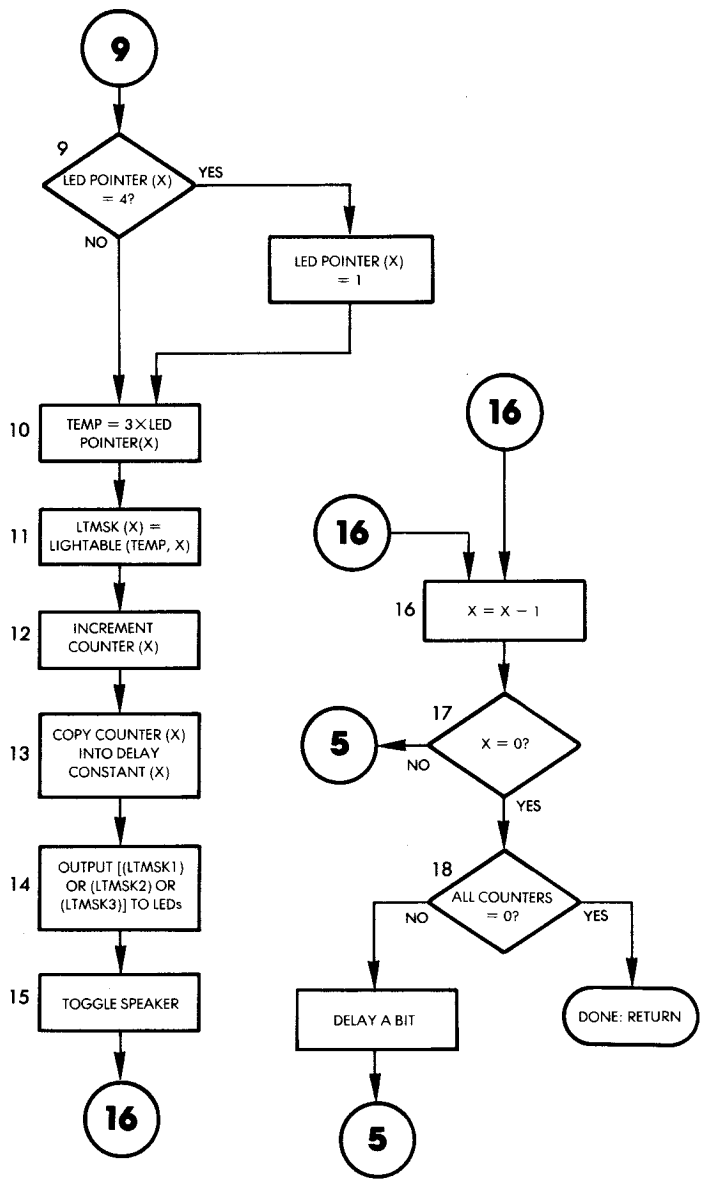 9
9
LED POINTER (X)
= 4?
YES
NO
LED POINTER (X)
= 1
10
TEMP = 3×LED
POINTER(X)
11
LTMSK (X) =
LIGHTABLE (TEMP, X)
12
INCREMENT
COUNTER (X)
13
COPY COUNTER (X)
INTO DELAY
CONSTANT (X)
14
OUTPUT [(LTMSK1)
OR (LTMSK2) OR
(LTMSK3)] TO LEDs
15
TOGGLE SPEAKER
16
16
16
16
X = X − 1
17
X = 0?
NO
5
YES
18
ALL COUNTERS
= 0?
NO
YES
DELAY A BIT
DONE: RETURN
5